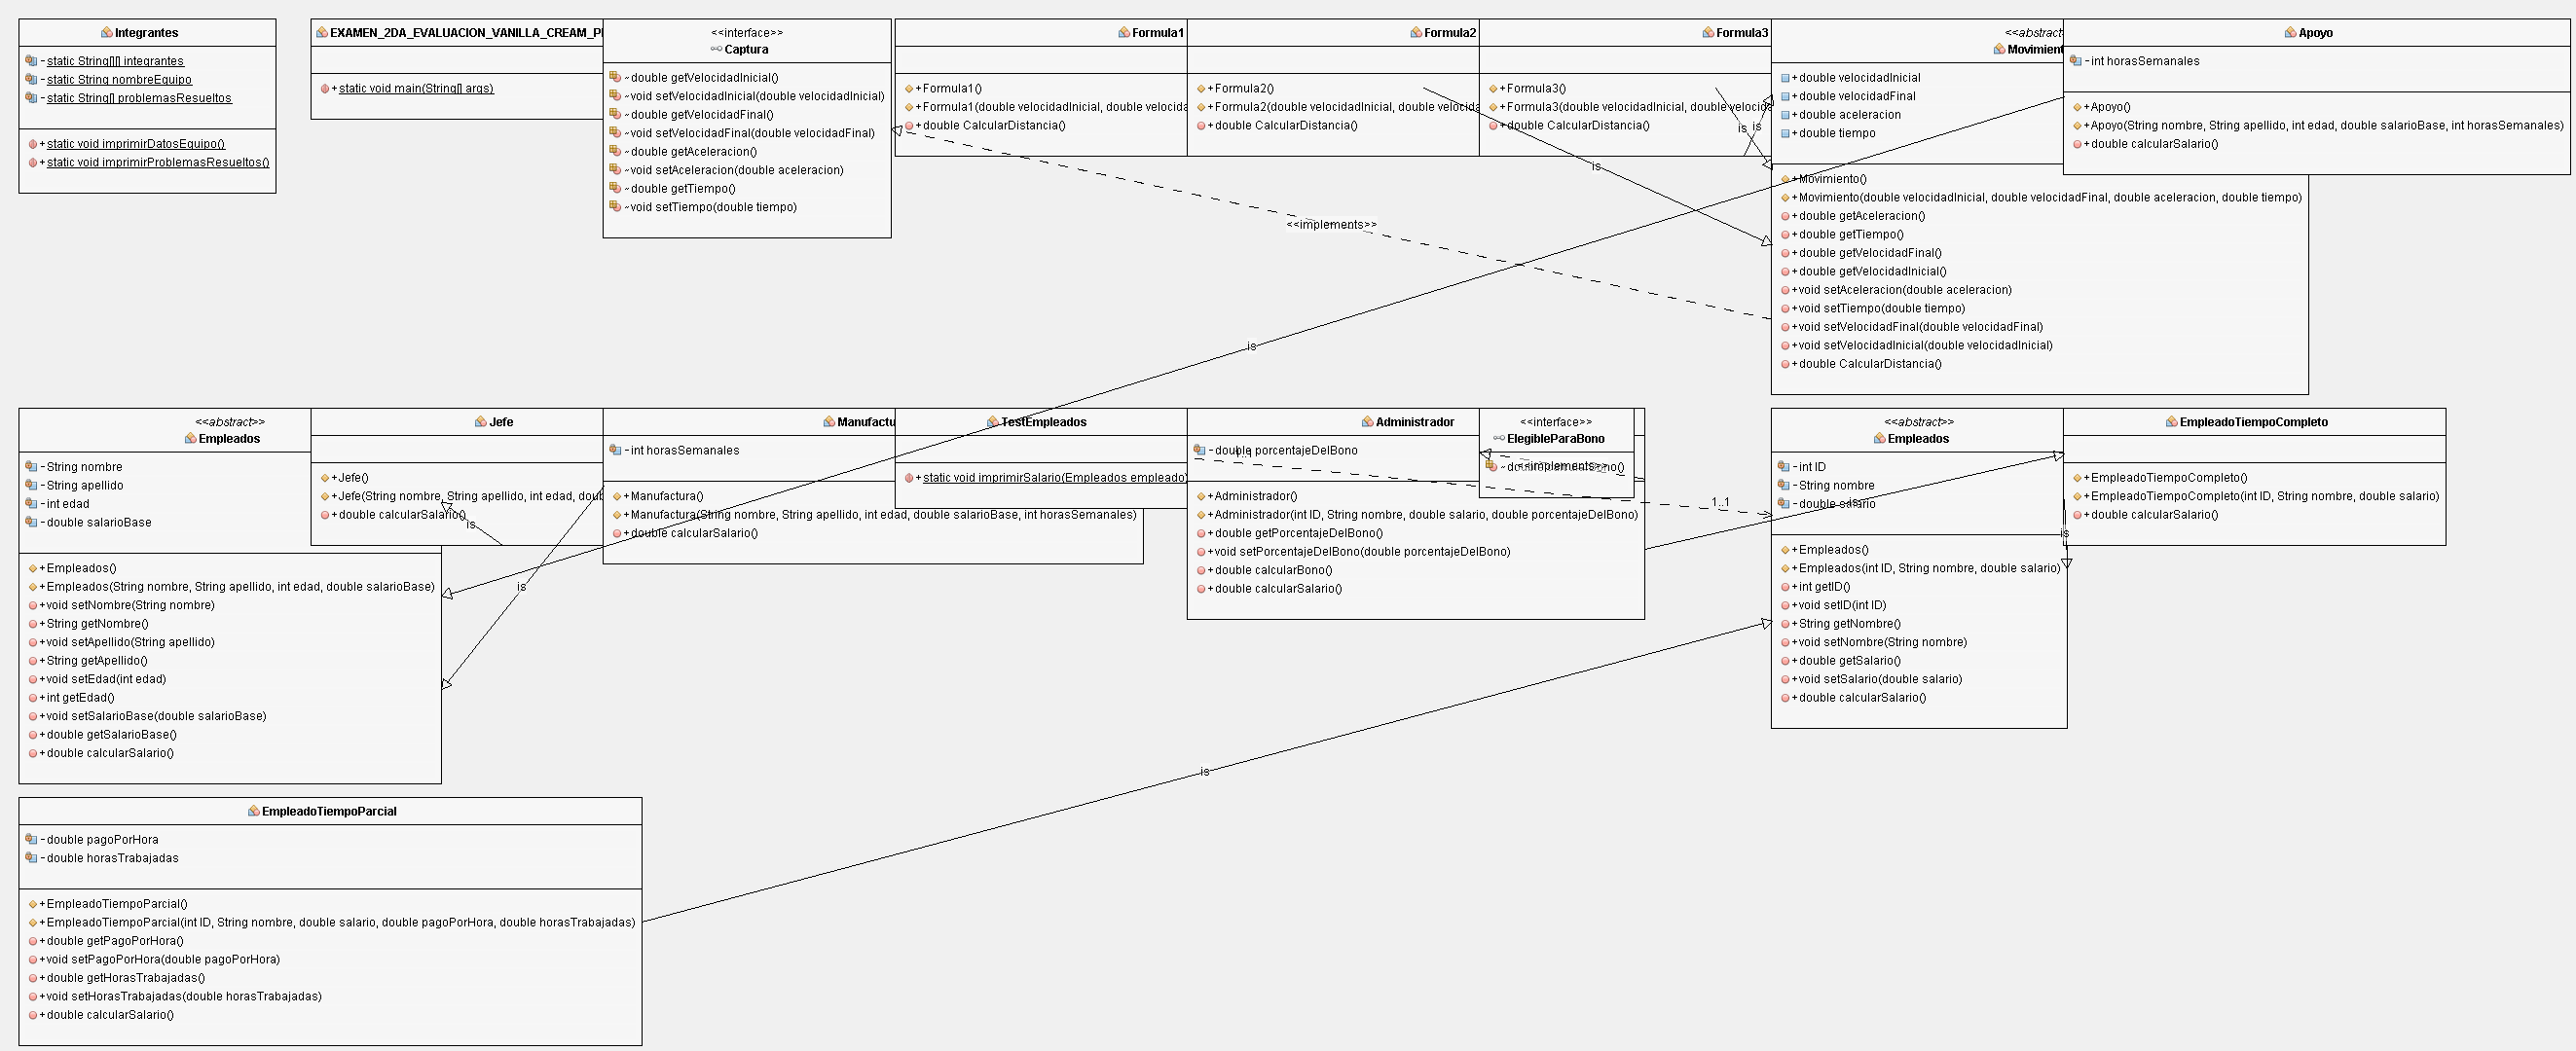 Integrantes
- static String[][] integrantes
- static String nombreEquipo
- static String[] problemasResueltos
+ static void imprimirDatosEquipo()
+ static void imprimirProblemasResueltos()
EXAMEN_2DA_EVALUACION_VANILLA_CREAM_P
+ static void main(String[] args)
<<interface>>
Captura
~ double getVelocidadInicial()
~ void setVelocidadInicial(double velocidadInicial)
~ double getVelocidadFinal()
~ void setVelocidadFinal(double velocidadFinal)
~ double getAceleracion()
~ void setAceleracion(double aceleracion)
~ double getTiempo()
~ void setTiempo(double tiempo)
Formula1
+ Formula1()
+ Formula1(double velocidadInicial, double velocida
+ double CalcularDistancia()
Formula2
+ Formula2()
+ Formula2(double velocidadInicial, double velocida
+ double CalcularDistancia()
Formula3
+ Formula3()
+ Formula3(double velocidadInicial, double velocida
+ double CalcularDistancia()
is
is
is
<<implements>>
is
<<abstract
Movimient
+ double velocidadInicial
+ double velocidadFinal
+ double aceleracion
+ double tiempo
+ Movimiento()
+ Movimiento(double velocidadInicial, double velocidadFinal, double aceleracion, double tiempo)
+ double getAceleracion()
+ double getTiempo()
+ double getVelocidadFinal()
+ double getVelocidadInicial()
+ void setAceleracion(double aceleracion)
+ void setTiempo(double tiempo)
+ void setVelocidadFinal(double velocidadFinal)
+ void setVelocidadInicial(double velocidadInicial)
+ double CalcularDistancia()
Apoyo
- int horasSemanales
+ Apoyo()
+ Apoyo(String nombre, String apellido, int edad, double salarioBase, int horasSemanales)
+ double calcularSalario()
<<abstract>>
Empleados
- String nombre
- String apellido
- int edad
- double salarioBase
+ Empleados()
+ Empleados(String nombre, String apellido, int edad, double salarioBase)
+ void setNombre(String nombre)
+ String getNombre()
+ void setApellido(String apellido)
+ String getApellido()
+ void setEdad(int edad)
+ int getEdad()
+ void setSalarioBase(double salarioBase)
+ double getSalarioBase()
+ double calcularSalario()
Jefe
+ Jefe()
+ Jefe(String nombre, String apellido, int edad, doub
+ double calcularSalario()
is
is
Manufactu
- int horasSemanales
+ Manufactura()
+ Manufactura(String nombre, String apellido, int edad, double salarioBase, int horasSemanales)
+ double calcularSalario()
TestEmpleados
+ static void imprimirSalario(Empleados empleado)
Administrador
- double porcentajeDelBono
1..1
+ Administrador()
+ Administrador(int ID, String nombre, double salario, double porcentajeDelBono)
+ double getPorcentajeDelBono()
+ void setPorcentajeDelBono(double porcentajeDelBono)
+ double calcularBono()
+ double calcularSalario()
<<interface>>
ElegibleParaBono
<<implements>>
1..1
<<abstract>>
Empleados
- int ID
- String nombre
- double salario
is
+ Empleados()
+ Empleados(int ID, String nombre, double salario)
+ int getID()
+ void setID(int ID)
+ String getNombre()
+ void setNombre(String nombre)
+ double getSalario()
+ void setSalario(double salario)
+ double calcularSalario()
EmpleadoTiempoCompleto
+ EmpleadoTiempoCompleto()
+ EmpleadoTiempoCompleto(int ID, String nombre, double salario)
+ double calcularSalario()
is
is
EmpleadoTiempoParcial
- double pagoPorHora
- double horasTrabajadas
+ EmpleadoTiempoParcial()
+ EmpleadoTiempoParcial(int ID, String nombre, double salario, double pagoPorHora, double horasTrabajadas)
+ double getPagoPorHora()
+ void setPagoPorHora(double pagoPorHora)
+ double getHorasTrabajadas()
+ void setHorasTrabajadas(double horasTrabajadas)
+ double calcularSalario()